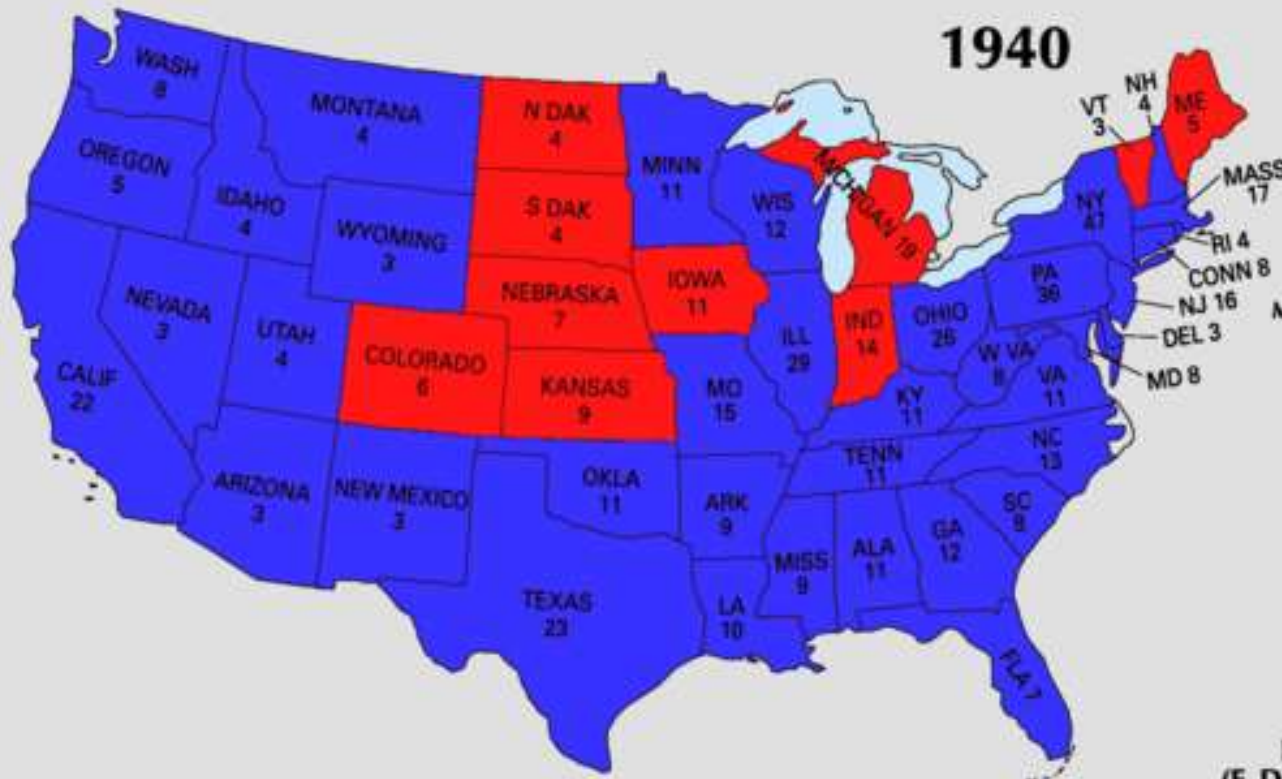 1940
WASH
8
OREGON
5
CALIF
22
NEVADA
3
IDAHO
4
MONTANA
4
WYOMING
3
UTAH
4
ARIZONA
3
COLORADO
6
NEW MEXICO
3
N DAK
4
S DAK
4
NEBRASKA
7
KANSAS
9
OKLA
11
TEXAS
23
MINN
11
IOWA
11
MO
15
ARK
9
LA
10
WIS
12
ILL
29
MICHIGAN 19
IND
14
OHIO
26
KY
11
TENN
11
MISS
9
ALA
11
GA
12
FLA 7
SC
8
NC
13
VA
11
W VA
8
PA
36
NY
47
VT
3
NH
4
ME
5
MASS
17
RI 4
CONN 8
NJ 16
DEL 3
MD 8